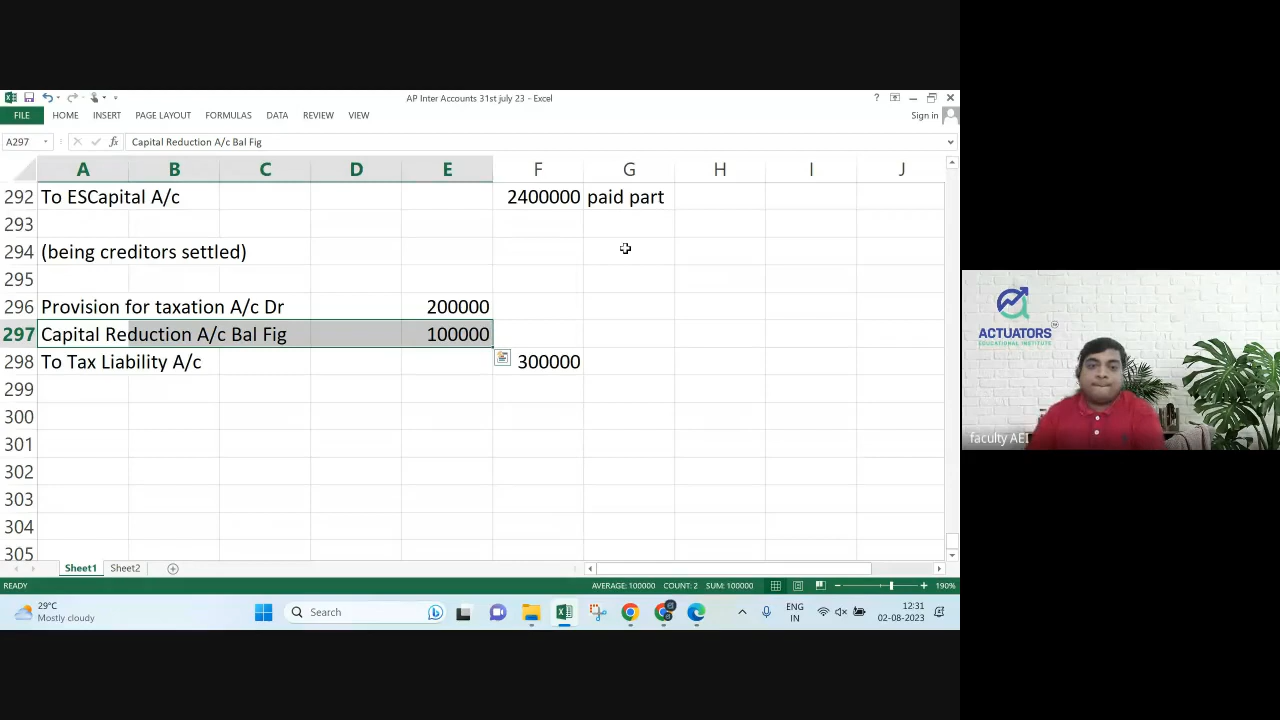 AP Inter Accounts 31st july 23 - Excel
?
FILE HOME INSERT PAGE LAYOUT FORMULAS DATA REVIEW VIEW
Sign in
A297 fx Capital Reduction A/c Bal Fig
A B C D E F G H I J
292 To ESCapital A/c 2400000 paid part
293
294 (being creditors settled)
295
296 Provision for taxation A/c Dr 200000
297 Capital Reduction A/c Bal Fig 100000
298 To Tax Liability A/c 300000
299
300
301
302
303
304
305
Sheet1 Sheet2
READY AVERAGE: 100000 COUNT: 2 SUM: 100000 190%
29°C
Mostly cloudy
Search
ENG
IN
12:31
02-08-2023
ACTUATORS
EDUCATIONAL INSTITUTE
faculty AEI